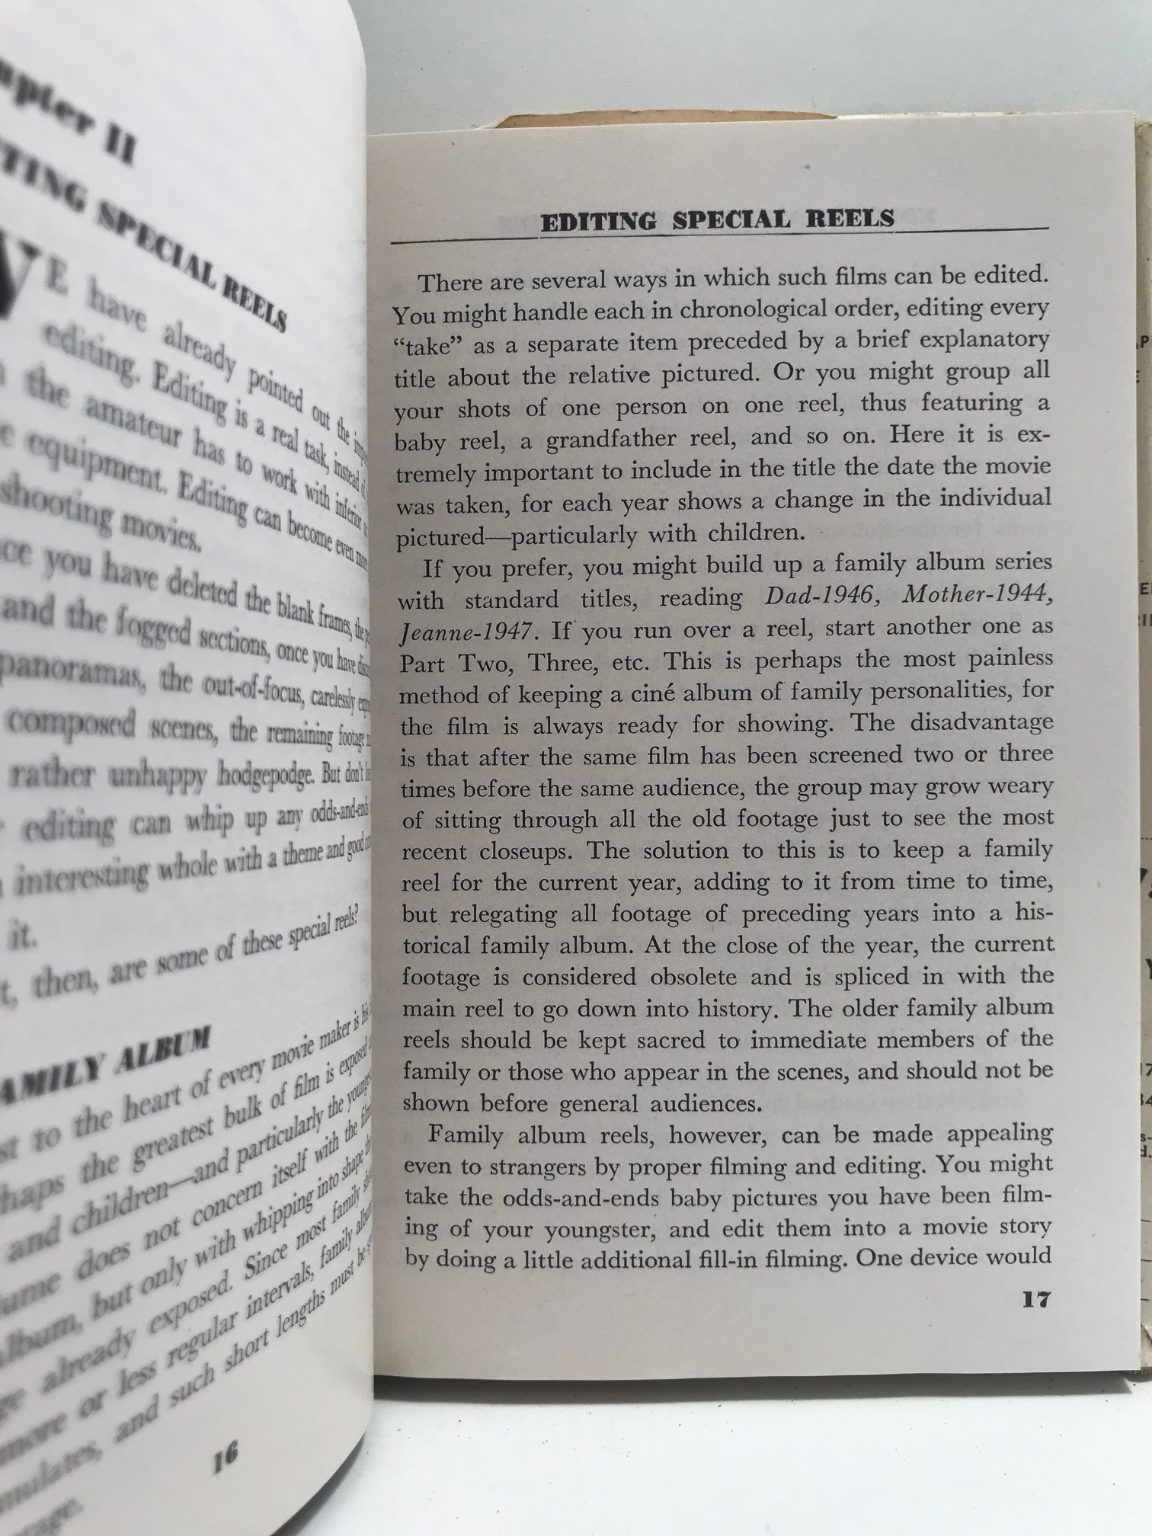 Chapter II
EDITING SPECIAL REELS
WE have already pointed out the
editing. Editing is a real task, instead of
the amateur has to work with inferior
equipment. Editing can become even more
shooting movies.
you have deleted the blank frames, the
and the fogged sections, once you have
panoramas, the out-of-focus, carelessly
composed scenes, the remaining footage
rather unhappy hodgepodge. But don't
editing can whip up any odds-and-ends
interesting whole with a theme and good
it.
then, are some of these special reels?
FAMILY ALBUM
to the heart of every movie maker is his
the greatest bulk of film is exposed
and children—and particularly the
does not concern itself with the
album, but only with whipping into shape
already exposed. Since most family
more or less regular intervals, family
and such short lengths must be
16
EDITING SPECIAL REELS
There are several ways in which such films can be edited.
You might handle each in chronological order, editing every
“take” as a separate item preceded by a brief explanatory
title about the relative pictured. Or you might group all
your shots of one person on one reel, thus featuring a
baby reel, a grandfather reel, and so on. Here it is ex-
tremely important to include in the title the date the movie
was taken, for each year shows a change in the individual
pictured—particularly with children.
If you prefer, you might build up a family album series
with standard titles, reading Dad-1946, Mother-1944,
Jeanne-1947. If you run over a reel, start another one as
Part Two, Three, etc. This is perhaps the most painless
method of keeping a ciné album of family personalities, for
the film is always ready for showing. The disadvantage
is that after the same film has been screened two or three
times before the same audience, the group may grow weary
of sitting through all the old footage just to see the most
recent closeups. The solution to this is to keep a family
reel for the current year, adding to it from time to time,
but relegating all footage of preceding years into a his-
torical family album. At the close of the year, the current
footage is considered obsolete and is spliced in with the
main reel to go down into history. The older family album
reels should be kept sacred to immediate members of the
family or those who appear in the scenes, and should not be
shown before general audiences.
Family album reels, however, can be made appealing
even to strangers by proper filming and editing. You might
take the odds-and-ends baby pictures you have been film-
ing of your youngster, and edit them into a movie story
by doing a little additional fill-in filming. One device would
17